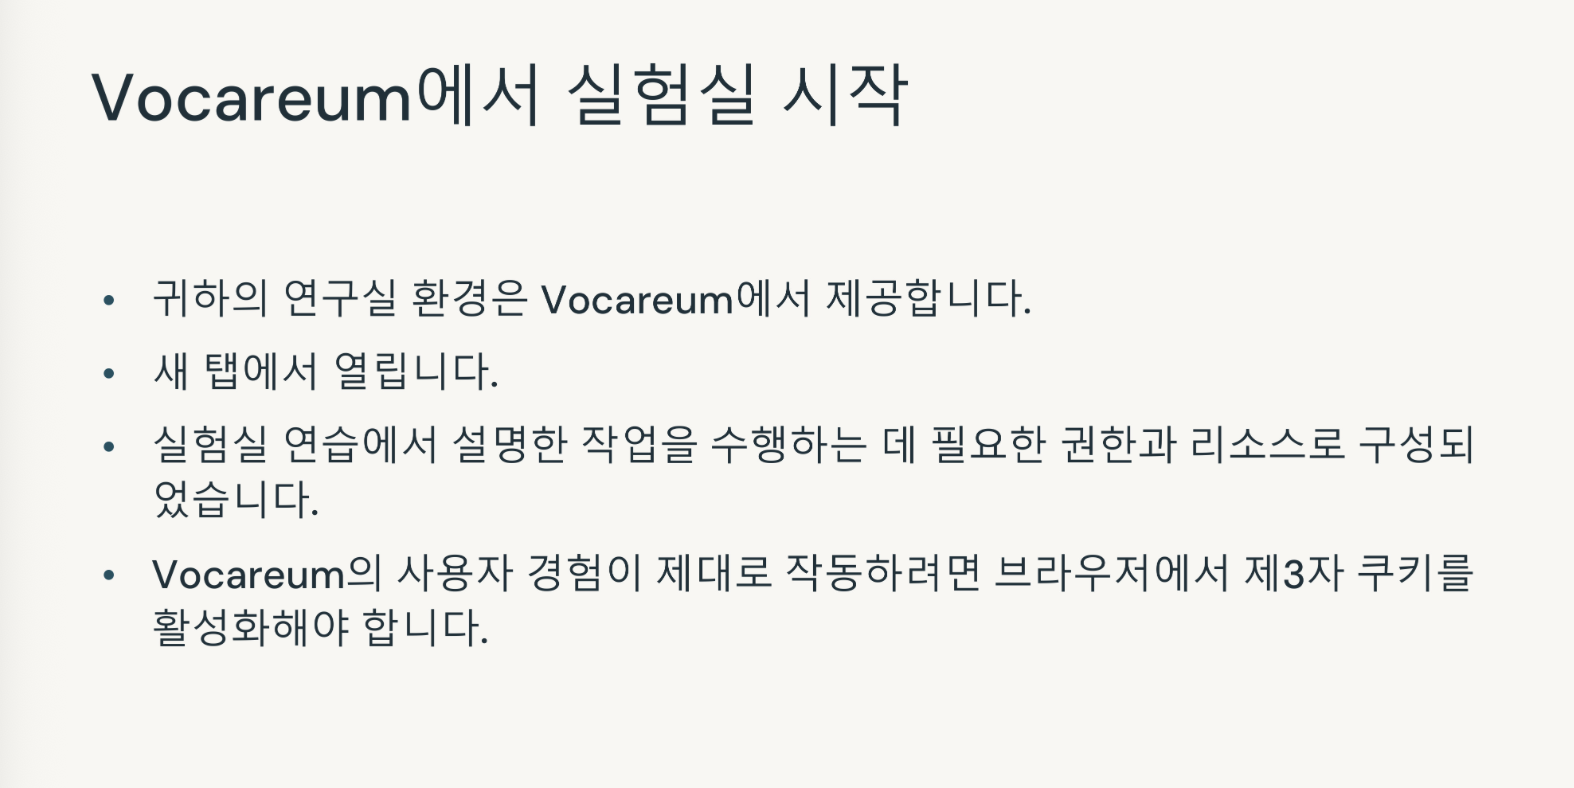 Vocareum에서 실험실 시작
• 귀하의 연구실 환경은 Vocareum에서 제공합니다.
• 새 탭에서 열립니다.
• 실험실 연습에서 설명한 작업을 수행하는 데 필요한 권한과 리소스로 구성되
었습니다.
• Vocareum의 사용자 경험이 제대로 작동하려면 브라우저에서 제3자 쿠키를
활성화해야 합니다.